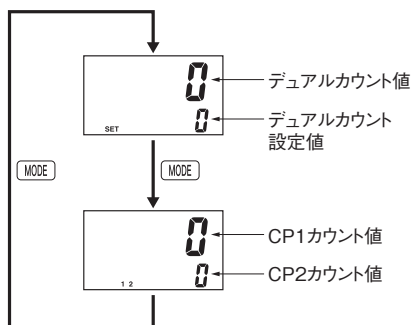 0
デュアルカウント値
SET
0
デュアルカウント
設定値
MODE
MODE
0
CP1カウント値
1 2
0
CP2カウント値